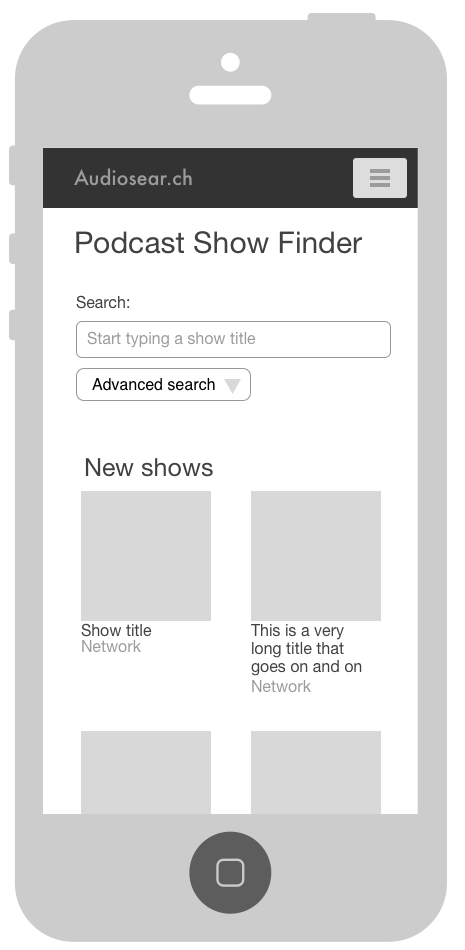 Audiosear.ch
Podcast Show Finder
Search:
Start typing a show title
Advanced search
New shows
Show title
Network
This is a very
long title that
goes on and on
Network